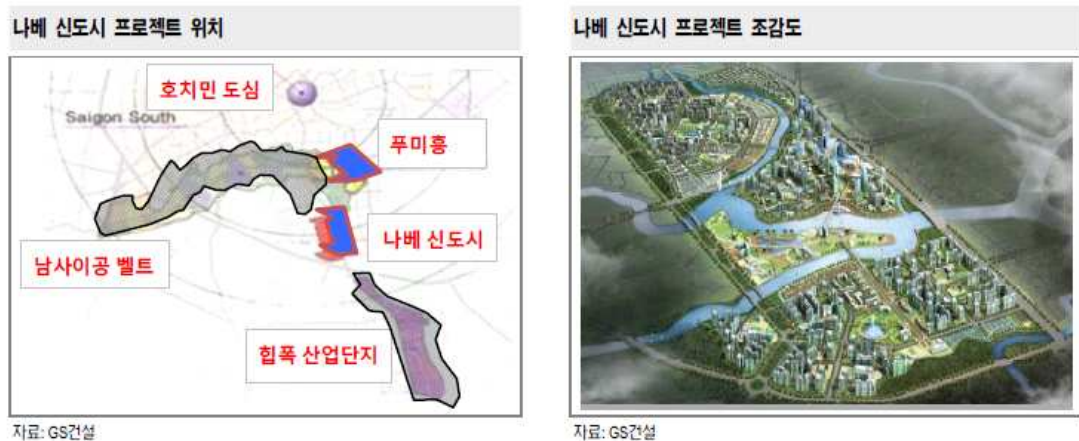 나베 신도시 프로젝트 위치
호치민 도심
Saigon South
푸미흥
나베 신도시
남사이공 벨트
힙폭 산업단지
자료: GS건설
나베 신도시 프로젝트 조감도
자료: GS건설